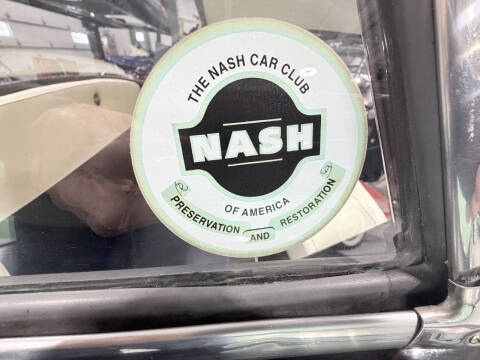 THE NASH CAR CLUB
NASH
OF AMERICA
PRESERVATION AND RESTORATION